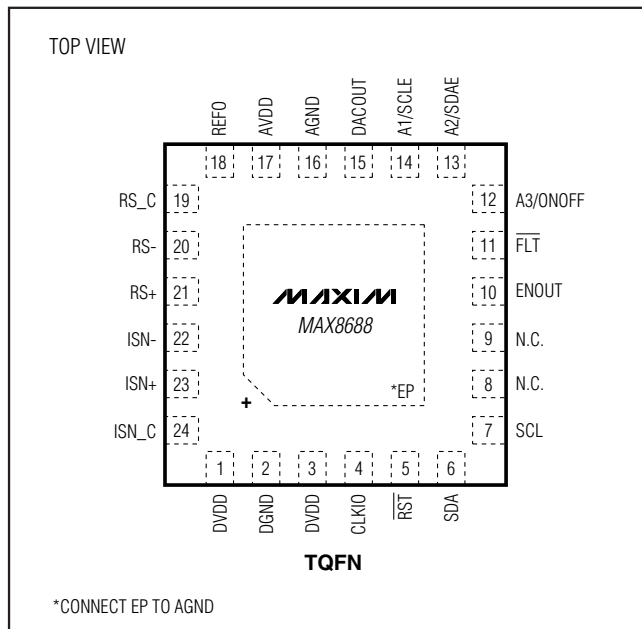 TOP VIEW
REFO
AVDD
AGND
DACOUT
A1/SCLE
A2/SDAE
18
17
16
15
14
13
RS_C
19
12
A3/ONOFF
RS-
20
11
FLT
RS+
21
10
ENOUT
MAXIM
MAX8688
ISN-
22
9
N.C.
ISN+
23
8
N.C.
*EP
+
ISN_C
24
7
SCL
1
2
3
4
5
6
DVDD
DGND
DVDD
CLKIO
RST
SDA
TQFN
*CONNECT EP TO AGND